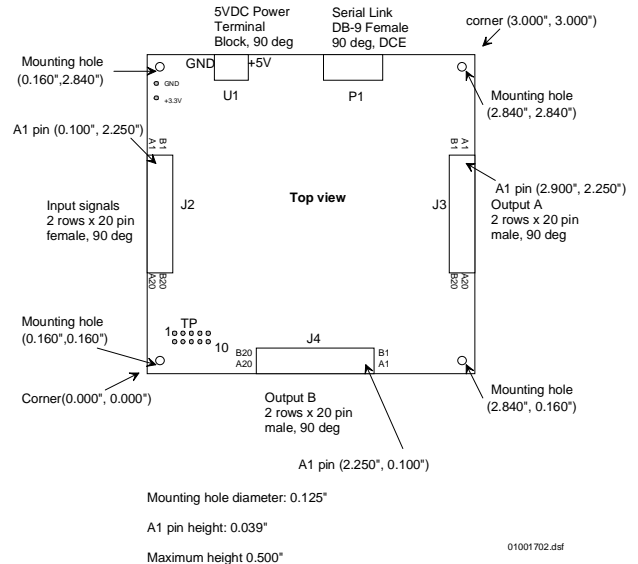 5VDC Power
Terminal
Block, 90 deg
Serial Link
DB-9 Female
90 deg, DCE
corner (3.000", 3.000")
Mounting hole
(0.160",2.840")
GND
+5V
U1
P1
GND
+3.3V
Mounting hole
(2.840", 2.840")
A1 pin (0.100", 2.250")
A1
B1
B1
A1
Input signals
2 rows x 20 pin
female, 90 deg
J2
Top view
J3
A1 pin (2.900", 2.250")
Output A
2 rows x 20 pin
male, 90 deg
A20
B20
B20
A20
Mounting hole
(0.160",0.160")
TP
1
10
J4
B20
A20
B1
A1
Corner(0.000", 0.000")
Mounting hole
(2.840", 0.160")
Output B
2 rows x 20 pin
male, 90 deg
A1 pin (2.250", 0.100")
Mounting hole diameter: 0.125"
A1 pin height: 0.039"
Maximum height 0.500"
01001702.dsf